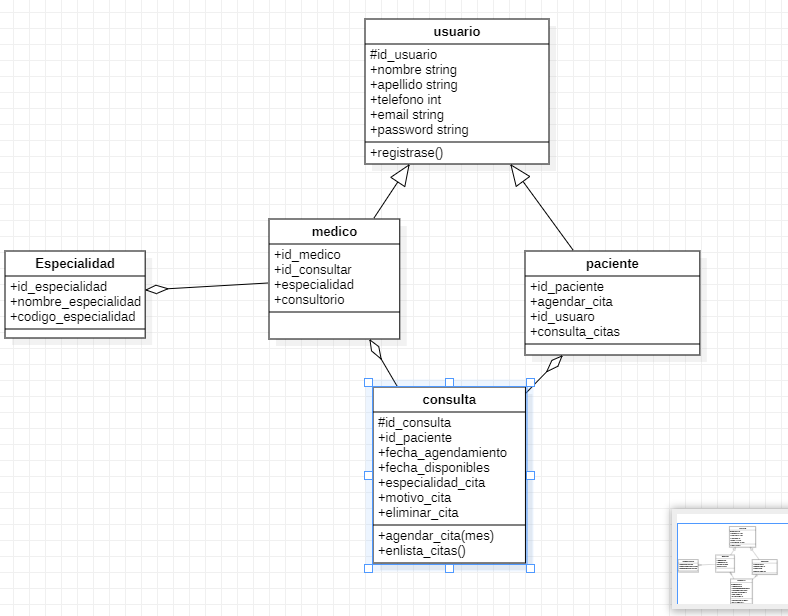 usuario
#id_usuario
+nombre string
+apellido string
+telefono int
+email string
+password string
+registrase()
medico
+id_medico
+id_consultar
+especialidad
+consultorio
Especialidad
+id_especialidad
+nombre_especialidad
+codigo_especialidad
paciente
+id_paciente
+agendar_cita
+id_usuaro
+consulta_citas
consulta
#id_consulta
+id_paciente
+fecha_agendamiento
+fecha_disponibles
+especialidad_cita
+motivo_cita
+eliminar_cita
+agendar_cita(mes)
+enlista_citas()